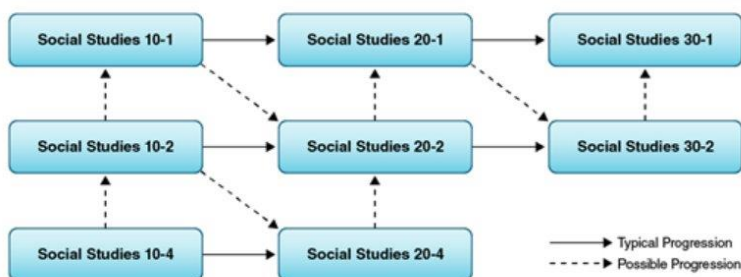 Social Studies 10-1
Social Studies 20-1
Social Studies 30-1
Social Studies 10-2
Social Studies 20-2
Social Studies 30-2
Social Studies 10-4
Social Studies 20-4
Typical Progression
Possible Progression